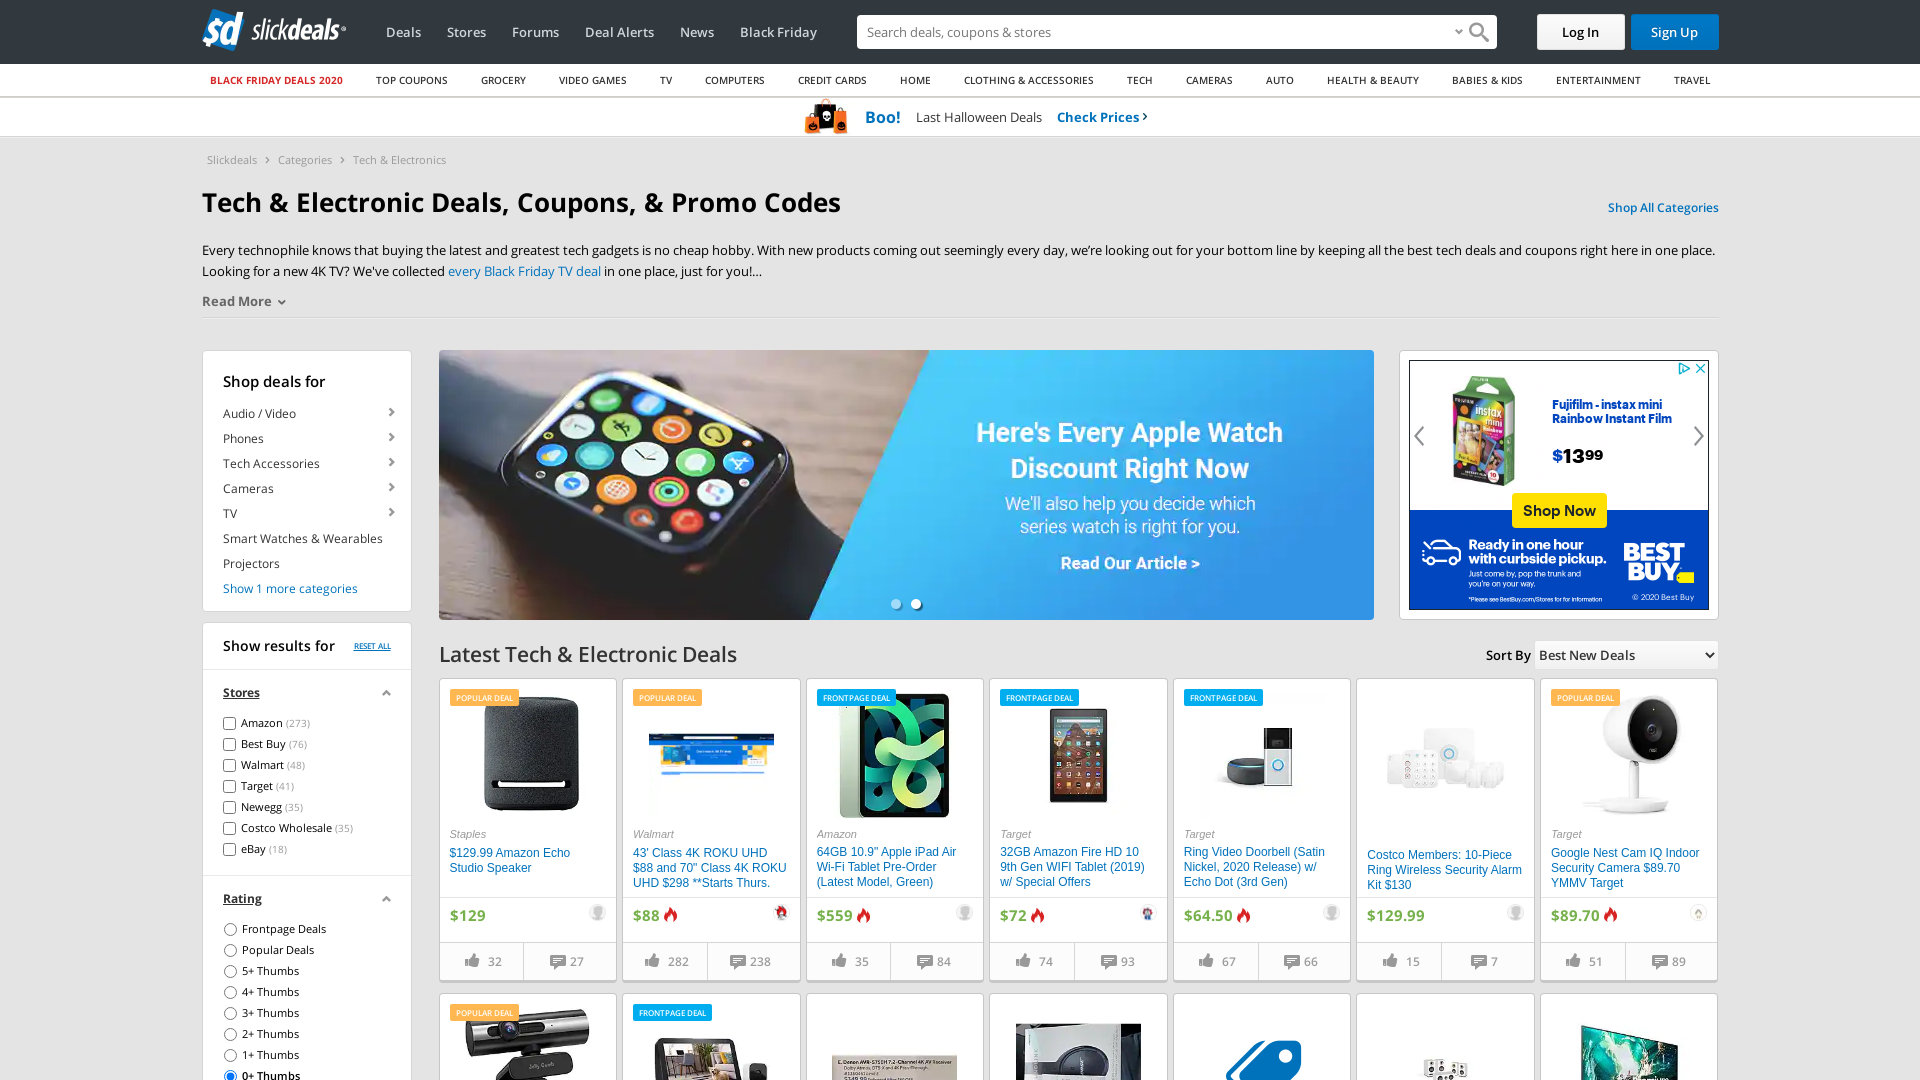 slickdeals
Deals
Stores
Forums
Deal Alerts
News
Black Friday
Search deals, coupons & stores
Log In
Sign Up
BLACK FRIDAY DEALS 2020
TOP COUPONS
GROCERY
VIDEO GAMES
TV
COMPUTERS
CREDIT CARDS
HOME
CLOTHING & ACCESSORIES
TECH
CAMERAS
AUTO
HEALTH & BEAUTY
BABIES & KIDS
ENTERTAINMENT
TRAVEL
Boo! Last Halloween Deals Check Prices
Slickdeals > Categories > Tech & Electronics
Tech & Electronic Deals, Coupons, & Promo Codes
Shop All Categories
Every technophile knows that buying the latest and greatest tech gadgets is no cheap hobby. With new products coming out seemingly every day, we’re looking out for your bottom line by keeping all the best tech deals and coupons right here in one place.
Looking for a new 4K TV? We've collected every Black Friday TV deal in one place, just for you!…
Read More
Shop deals for
Audio / Video
Phones
Tech Accessories
Cameras
TV
Smart Watches & Wearables
Projectors
Show 1 more categories
Show results for
RESET ALL
Stores
Amazon (273)
Best Buy (76)
Walmart (48)
Target (41)
Newegg (35)
Costco Wholesale (35)
eBay (18)
Rating
Frontpage Deals
Popular Deals
5+ Thumbs
4+ Thumbs
3+ Thumbs
2+ Thumbs
1+ Thumbs
0+ Thumbs
Here's Every Apple Watch
Discount Right Now
We'll also help you decide which
series watch is right for you.
Read Our Article >
Fujifilm - instax mini
Rainbow Instant Film
$1399
Shop Now
Ready in one hour
with curbside pickup.
Just come by, pop the trunk and
you're on your way.
*Please see BestBuy.com/Stores for for information
BEST
BUY
© 2020 Best Buy
instax
mini
Latest Tech & Electronic Deals
Sort By
Best New Deals
POPULAR DEAL
Staples
$129.99 Amazon Echo
Studio Speaker
$129
32
27
POPULAR DEAL
Walmart
43' Class 4K ROKU UHD
$88 and 70" Class 4K ROKU
UHD $298 **Starts Thurs.
$88
282
238
FRONTPAGE DEAL
Amazon
64GB 10.9" Apple iPad Air
Wi-Fi Tablet Pre-Order
(Latest Model, Green)
$559
35
84
FRONTPAGE DEAL
Target
32GB Amazon Fire HD 10
9th Gen WIFI Tablet (2019)
w/ Special Offers
$72
74
93
FRONTPAGE DEAL
Target
Ring Video Doorbell (Satin
Nickel, 2020 Release) w/
Echo Dot (3rd Gen)
$64.50
67
66
Costco Members: 10-Piece
Ring Wireless Security Alarm
Kit $130
$129.99
15
7
POPULAR DEAL
Target
Google Nest Cam IQ Indoor
Security Camera $89.70
YMMV Target
$89.70
51
89
POPULAR DEAL
FRONTPAGE DEAL
E. Denon AVR-S750H 7.2-Channel 4K AV Receiver